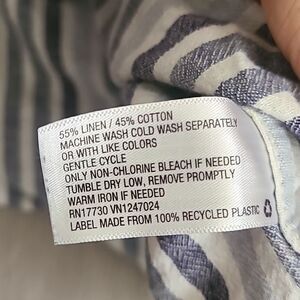 55% LINEN / 45% COTTON
MACHINE WASH COLD WASH SEPARATELY
OR WITH LIKE COLORS
GENTLE CYCLE
ONLY NON-CHLORINE BLEACH IF NEEDED
TUMBLE DRY LOW, REMOVE PROMPTLY
WARM IRON IF NEEDED
RN17730 VN1247024
LABEL MADE FROM 100% RECYCLED PLASTIC